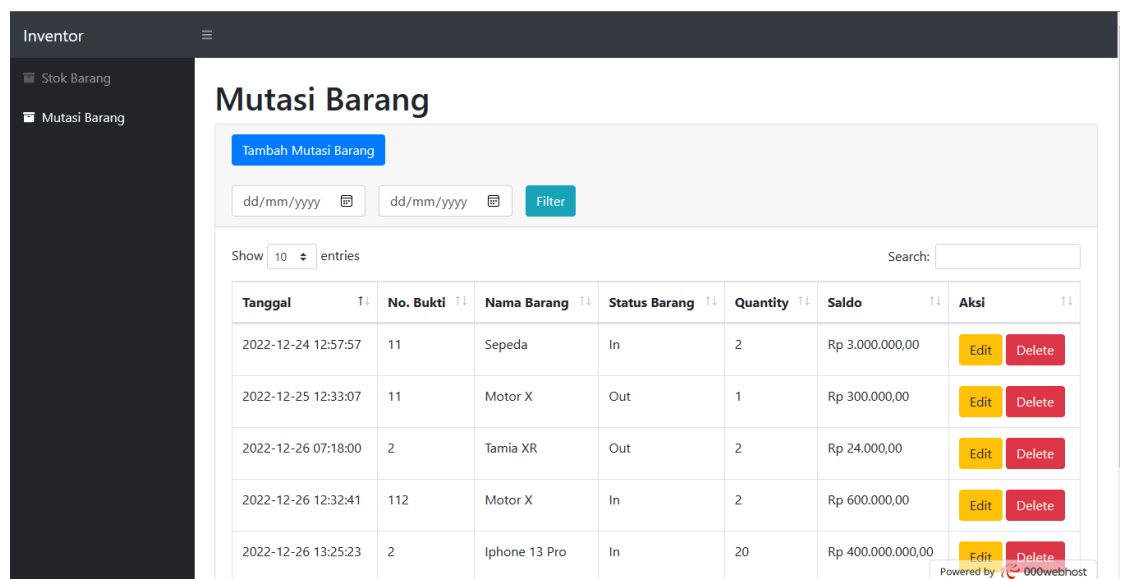 Inventor
Stok Barang
Mutasi Barang
Mutasi Barang
Tambah Mutasi Barang
dd/mm/yyyy dd/mm/yyyy Filter
Show 10 entries Search:
Tanggal No. Bukti Nama Barang Status Barang Quantity Saldo Aksi
2022-12-24 12:57:57 11 Sepeda In 2 Rp 3.000.000,00 Edit Delete
2022-12-25 12:33:07 11 Motor X Out 1 Rp 300.000,00 Edit Delete
2022-12-26 07:18:00 2 Tamia XR Out 2 Rp 24.000,00 Edit Delete
2022-12-26 12:32:41 112 Motor X In 2 Rp 600.000,00 Edit Delete
2022-12-26 13:25:23 2 Iphone 13 Pro In 20 Rp 400.000.000,00 Edit Delete
Powered by 000webhost